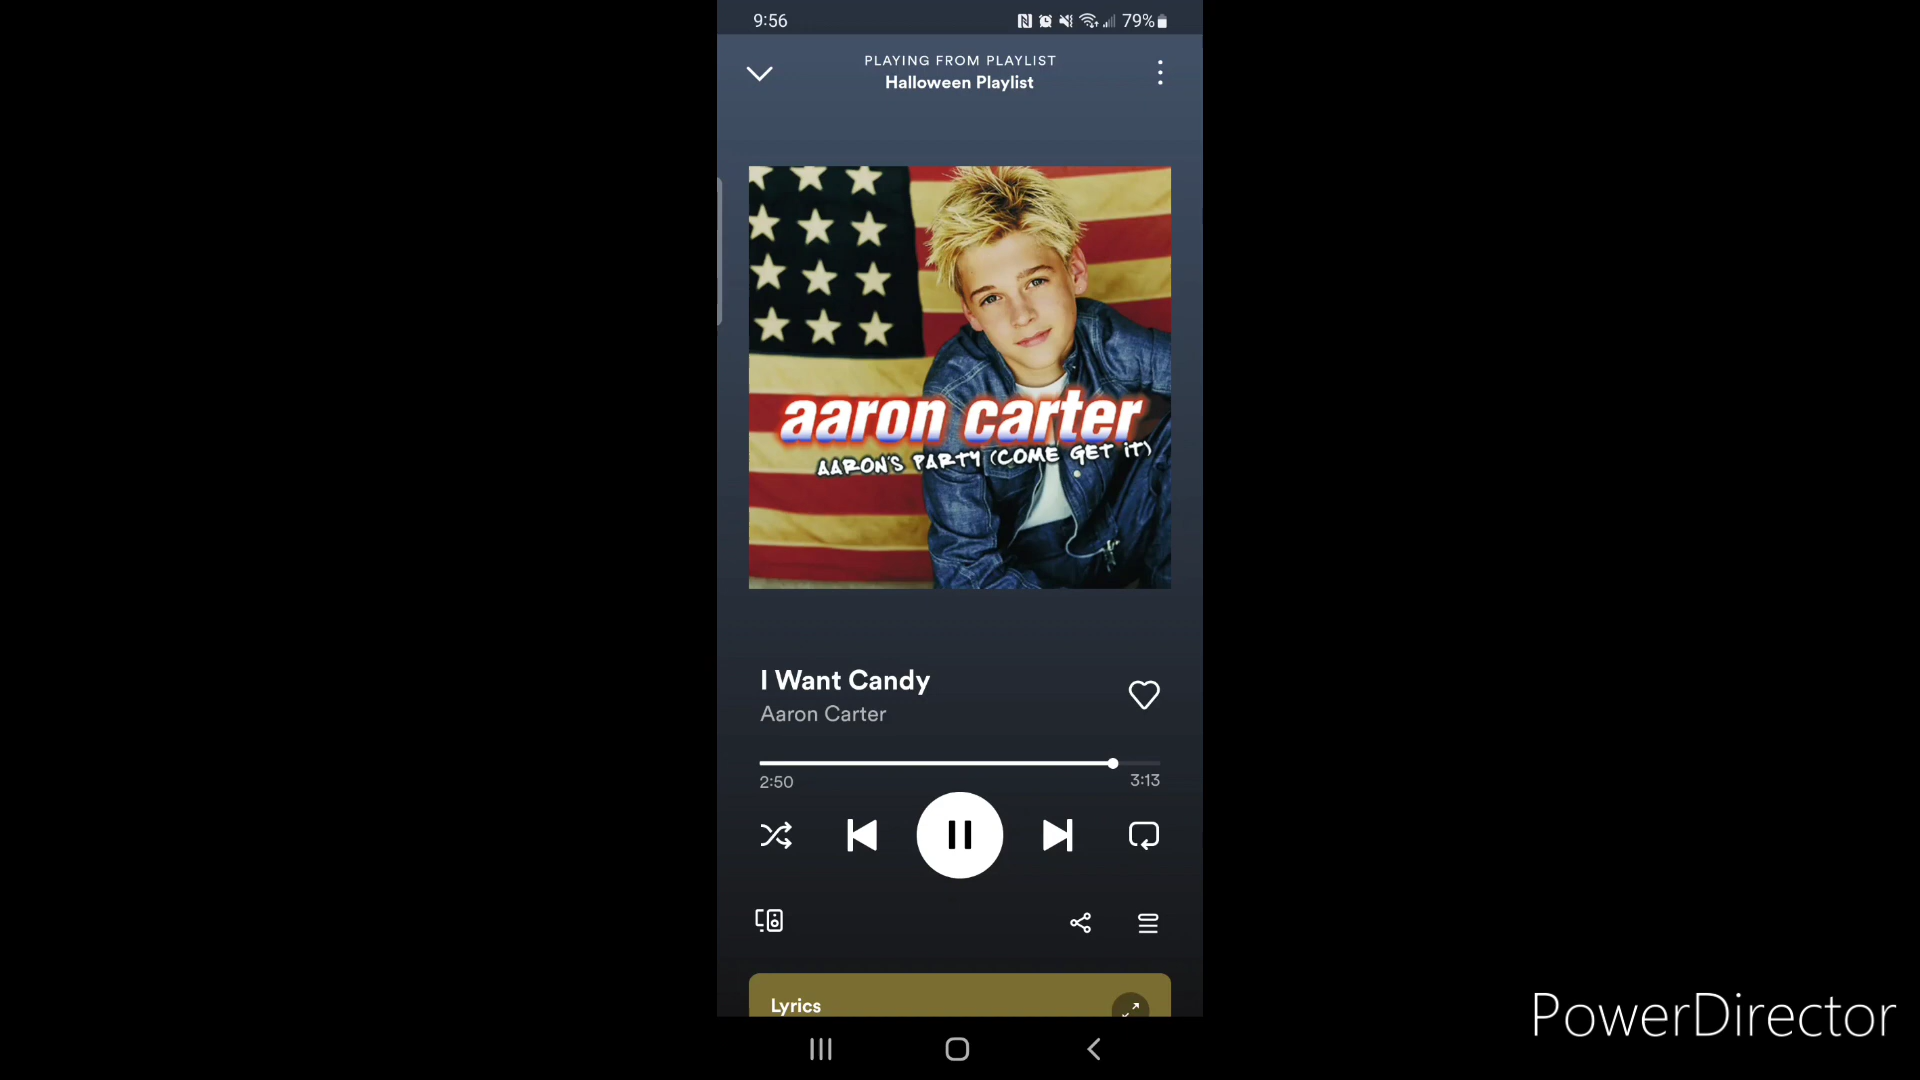 9:56
79%
PLAYING FROM PLAYLIST
Halloween Playlist
aaron carter
AARON'S PARTY (COME GET iT)
I Want Candy
Aaron Carter
2:50
3:13
Lyrics
PowerDirector